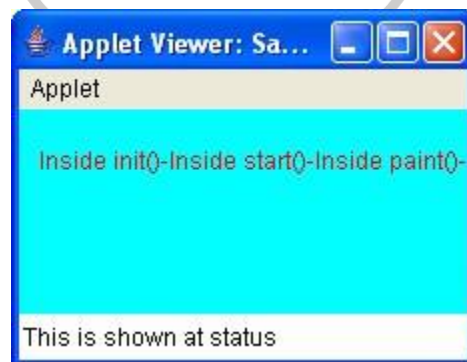 Applet Viewer: Sa...
Applet
Inside init()-Inside start()-Inside paint()-
This is shown at status